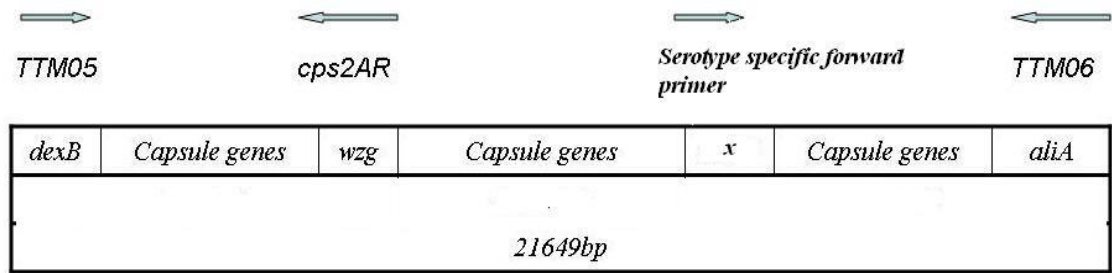 TTM05 cps2AR Serotype specific forward primer TTM06
dexB Capsule genes wzg Capsule genes x Capsule genes aliA
21649bp